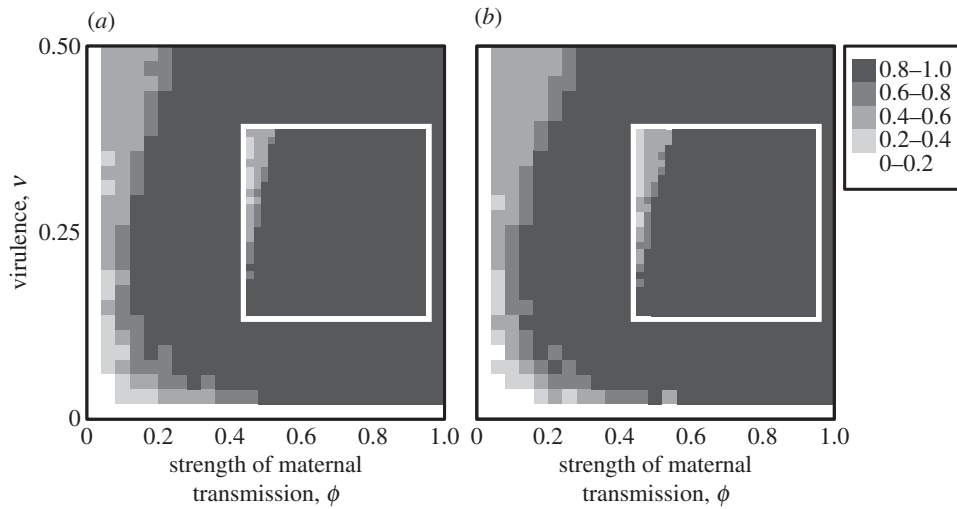 (a)
(b)
0.50
0.25
0
virulence, ν
0 0.2 0.4 0.6 0.8 1.0
0 0.2 0.4 0.6 0.8 1.0
strength of maternal
transmission, ϕ
strength of maternal
transmission, ϕ
0.8–1.0
0.6–0.8
0.4–0.6
0.2–0.4
0–0.2